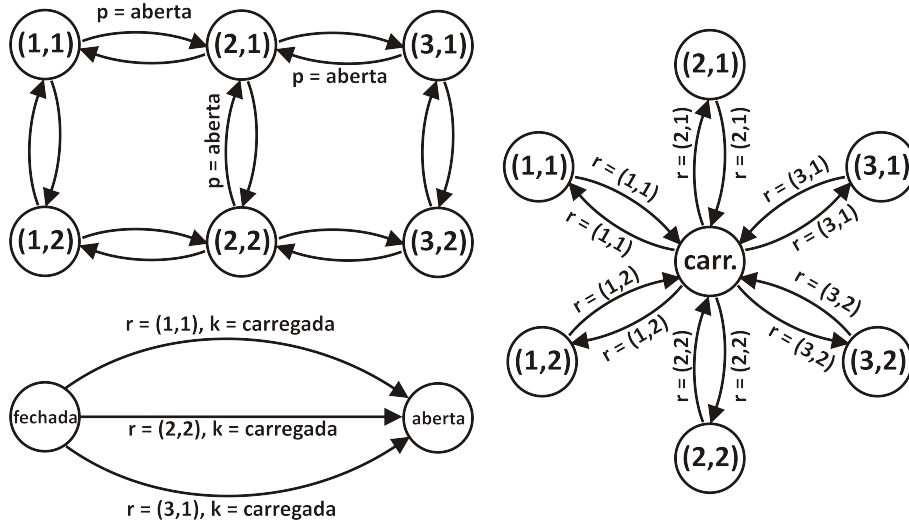 p = aberta
(1,1)
(2,1)
(3,1)
p = aberta
p = aberta
(1,2)
(2,2)
(3,2)
r = (1,1), k = carregada
fechada
aberta
r = (2,2), k = carregada
r = (3,1), k = carregada
(2,1)
r = (2,1)
r = (2,1)
(1,1)
r = (1,1)
r = (1,1)
(3,1)
r = (3,1)
r = (3,1)
carr.
r = (1,2)
r = (1,2)
(1,2)
r = (3,2)
r = (3,2)
(3,2)
r = (2,2)
r = (2,2)
(2,2)